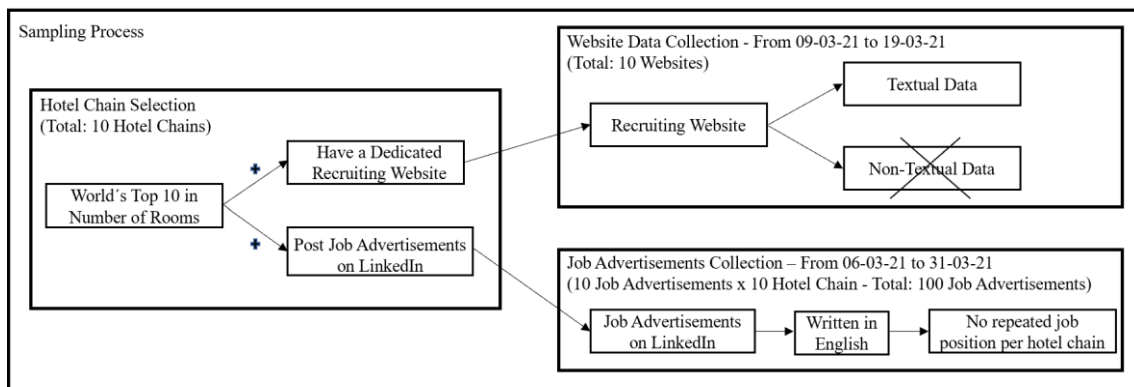 Sampling Process
Hotel Chain Selection
(Total: 10 Hotel Chains)
World´s Top 10 in
Number of Rooms
+
+
Have a Dedicated
Recruiting Website
Post Job Advertisements
on LinkedIn
Website Data Collection - From 09-03-21 to 19-03-21
(Total: 10 Websites)
Recruiting Website
Textual Data
Non-Textual Data
Job Advertisements Collection – From 06-03-21 to 31-03-21
(10 Job Advertisements x 10 Hotel Chain - Total: 100 Job Advertisements)
Job Advertisements
on LinkedIn
Written in
English
No repeated job
position per hotel chain